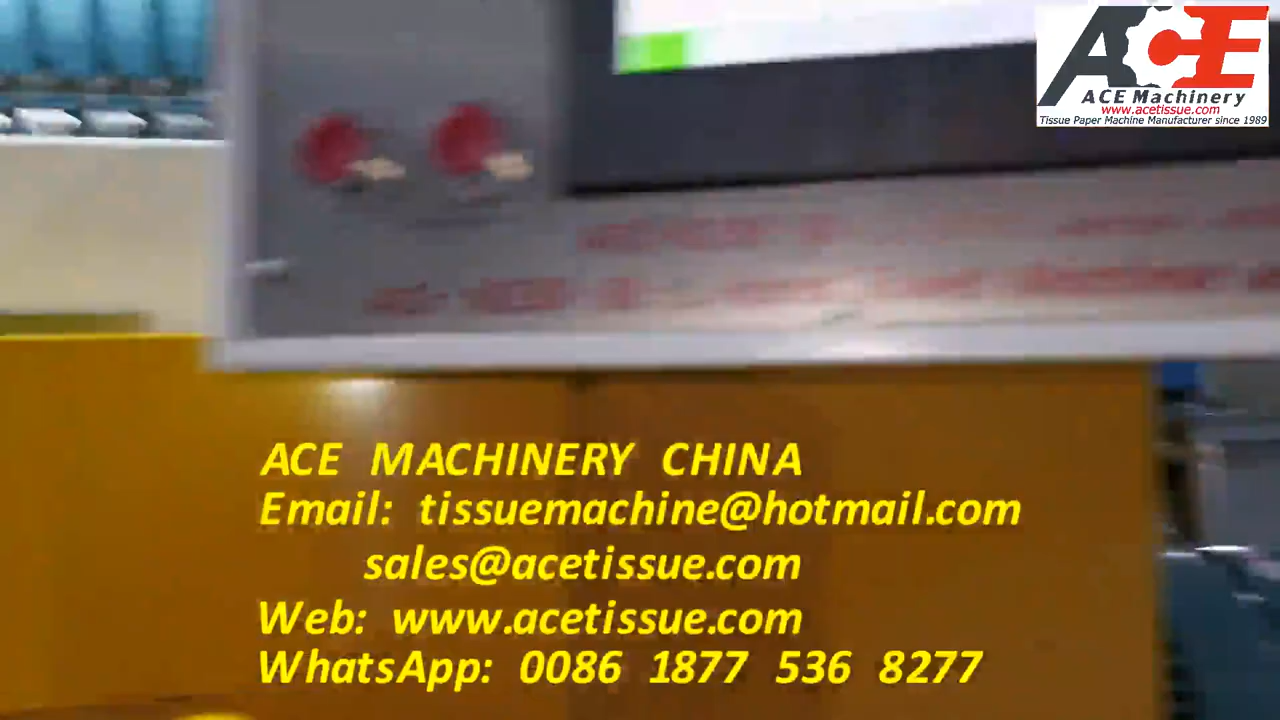 ACE
ACE Machinery
www.acetissue.com
Tissue Paper Machine Manufacturer since 1989
ACE MACHINERY CHINA
Email: tissuemachine@hotmail.com
sales@acetissue.com
Web: www.acetissue.com
WhatsApp: 0086 1877 536 8277